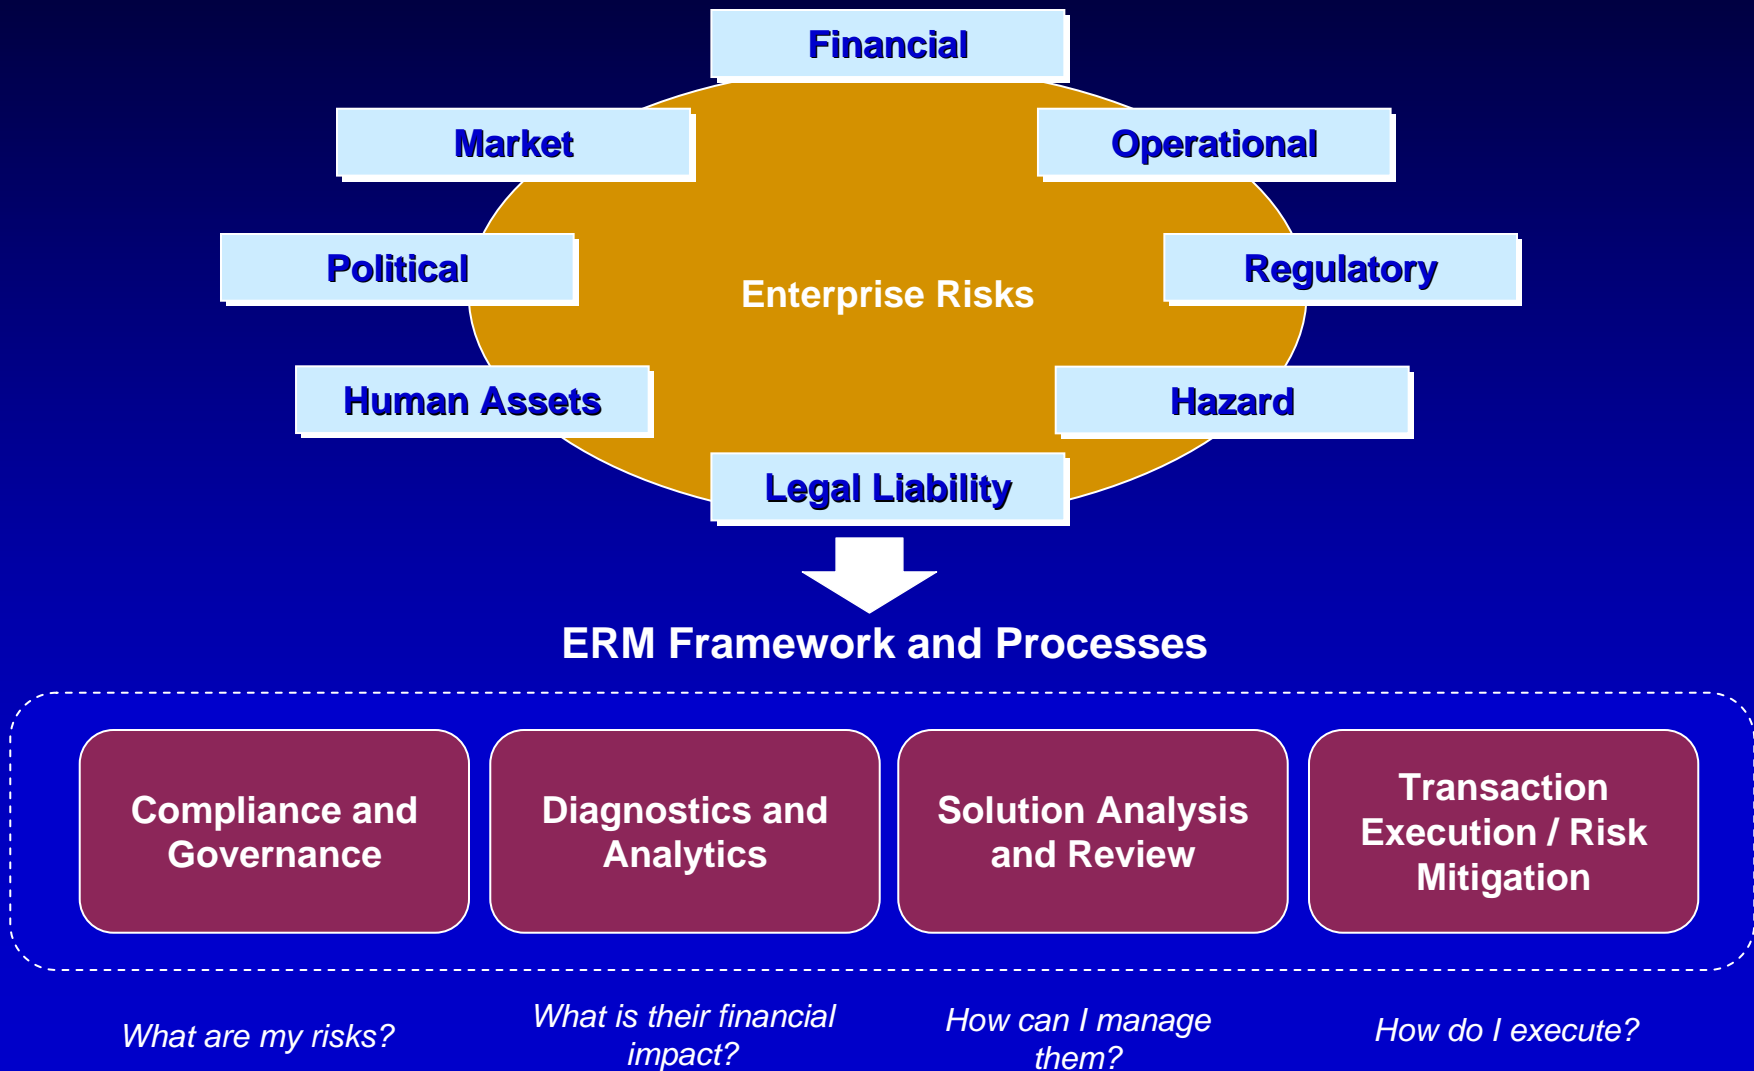 Financial
Market
Operational
Political
Regulatory
Enterprise Risks
Human Assets
Hazard
Legal Liability
ERM Framework and Processes
Compliance and
Governance
Diagnostics and
Analytics
Solution Analysis
and Review
Transaction
Execution / Risk
Mitigation
What are my risks?
What is their financial
impact?
How can I manage
them?
How do I execute?